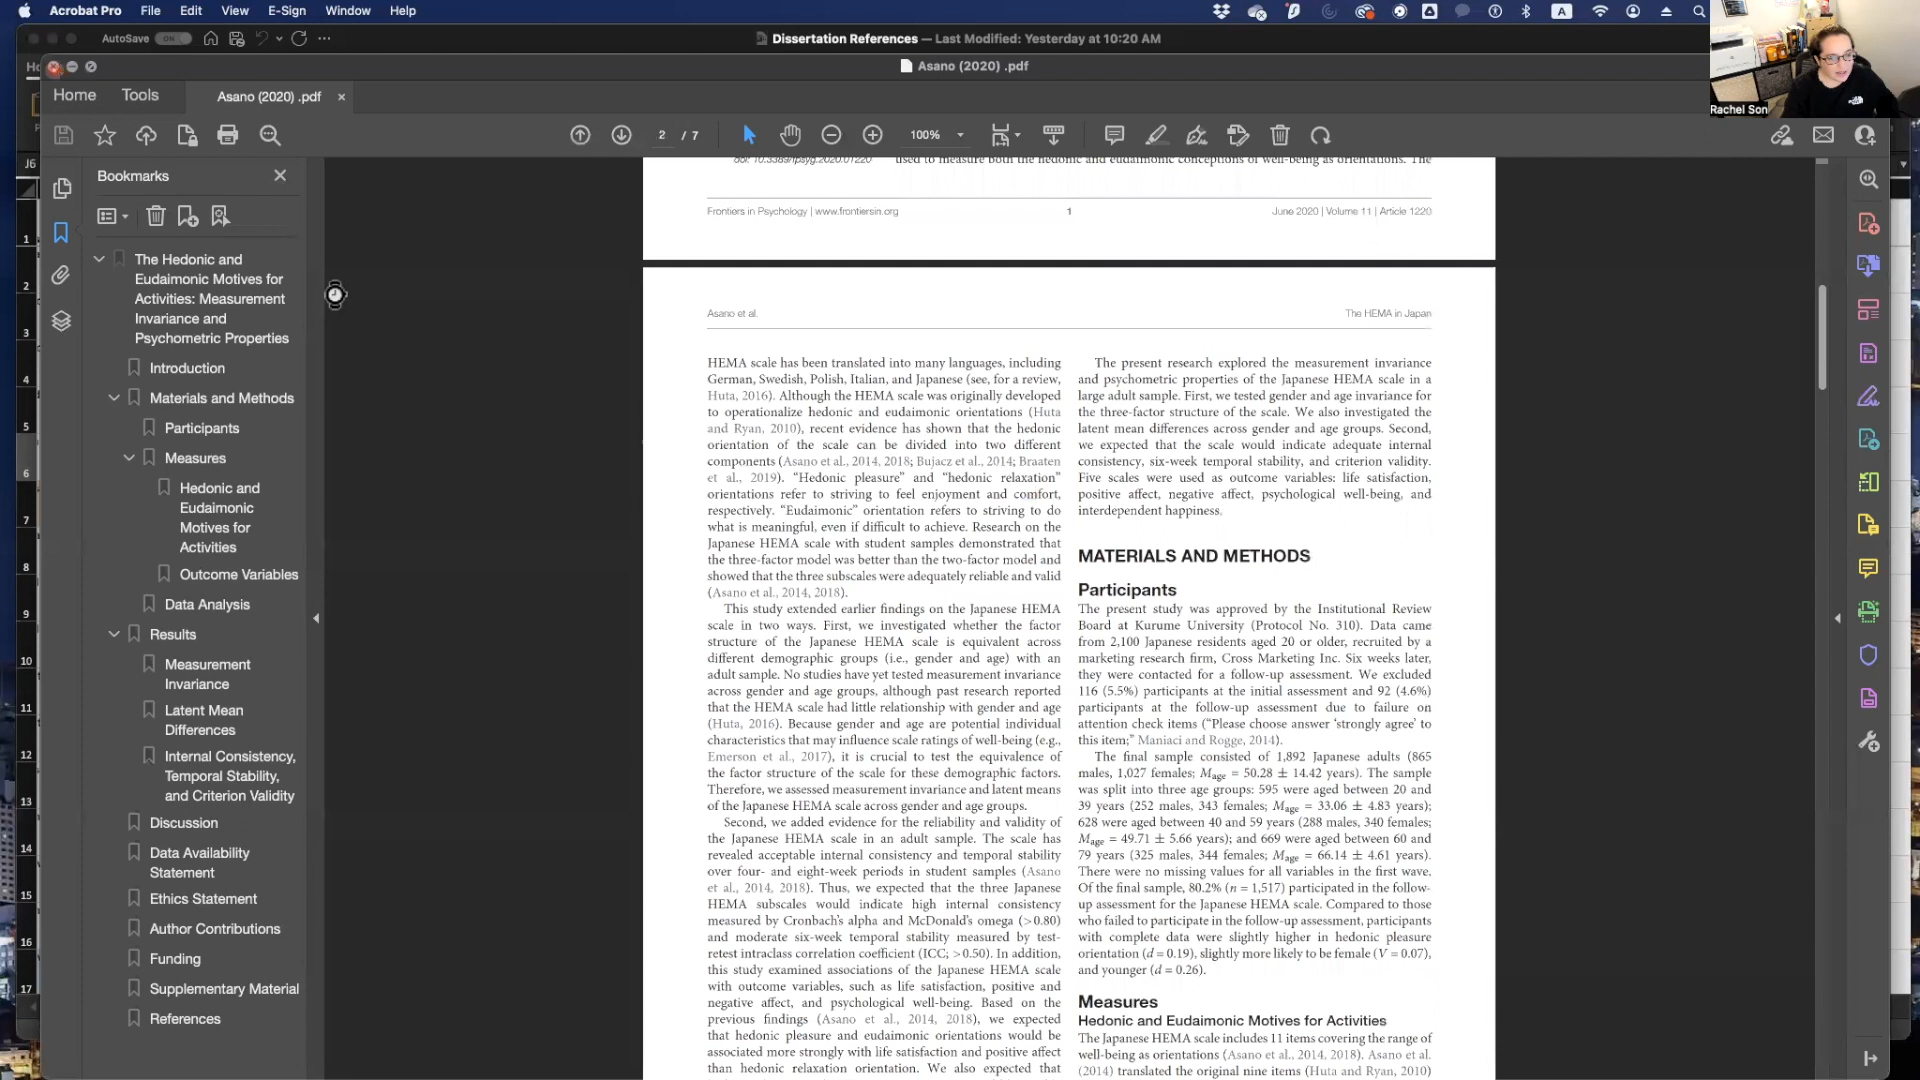 Acrobat Pro File Edit View E-Sign Window Help
AutoSave ON
Dissertation References — Last Modified: Yesterday at 10:20 AM
A
Asano (2020) .pdf
Rachel Son
Home Tools Asano (2020) .pdf
2 / 7
100%
J6
Bookmarks
The Hedonic and
Eudaimonic Motives for
Activities: Measurement
Invariance and
Psychometric Properties
Introduction
Materials and Methods
Participants
Measures
Hedonic and
Eudaimonic
Motives for
Activities
Outcome Variables
Data Analysis
Results
Measurement
Invariance
Latent Mean
Differences
Internal Consistency,
Temporal Stability,
and Criterion Validity
Discussion
Data Availability
Statement
Ethics Statement
Author Contributions
Funding
Supplementary Material
References
1
2
3
4
5
6
7
8
9
10
11
12
13
14
15
16
17
doi: 10.3389/fpsyg.2020.01220
used to measure both the hedonic and eudaimonic conceptions of well-being as orientations. The
Frontiers in Psychology | www.frontiersin.org 1 June 2020 | Volume 11 | Article 1220
Asano et al. The HEMA in Japan
HEMA scale has been translated into many languages, including
German, Swedish, Polish, Italian, and Japanese (see, for a review,
Huta, 2016). Although the HEMA scale was originally developed
to operationalize hedonic and eudaimonic orientations (Huta
and Ryan, 2010), recent evidence has shown that the hedonic
orientation of the scale can be divided into two different
components (Asano et al., 2014, 2018; Bujacz et al., 2014; Braaten
et al., 2019). “Hedonic pleasure” and “hedonic relaxation”
orientations refer to striving to feel enjoyment and comfort,
respectively. “Eudaimonic” orientation refers to striving to do
what is meaningful, even if difficult to achieve. Research on the
Japanese HEMA scale with student samples demonstrated that
the three-factor model was better than the two-factor model and
showed that the three subscales were adequately reliable and valid
(Asano et al., 2014, 2018).
This study extended earlier findings on the Japanese HEMA
scale in two ways. First, we investigated whether the factor
structure of the Japanese HEMA scale is equivalent across
different demographic groups (i.e., gender and age) with an
adult sample. No studies have yet tested measurement invariance
across gender and age groups, although past research reported
that the HEMA scale had little relationship with gender and age
(Huta, 2016). Because gender and age are potential individual
characteristics that may influence scale ratings of well-being (e.g.,
Emerson et al., 2017), it is crucial to test the equivalence of
the factor structure of the scale for these demographic factors.
Therefore, we assessed measurement invariance and latent means
of the Japanese HEMA scale across gender and age groups.
Second, we added evidence for the reliability and validity of
the Japanese HEMA scale in an adult sample. The scale has
revealed acceptable internal consistency and temporal stability
over four- and eight-week periods in student samples (Asano
et al., 2014, 2018). Thus, we expected that the three Japanese
HEMA subscales would indicate high internal consistency
measured by Cronbach’s alpha and McDonald’s omega (>0.80)
and moderate six-week temporal stability measured by test-
retest intraclass correlation coefficient (ICC; >0.50). In addition,
this study examined associations of the Japanese HEMA scale
with outcome variables, such as life satisfaction, positive and
negative affect, and psychological well-being. Based on the
previous findings (Asano et al., 2014, 2018), we expected
that hedonic pleasure and eudaimonic orientations would be
associated more strongly with life satisfaction and positive affect
than hedonic relaxation orientation. We also expected that
The present research explored the measurement invariance
and psychometric properties of the Japanese HEMA scale in a
large adult sample. First, we tested gender and age invariance for
the three-factor structure of the scale. We also investigated the
latent mean differences across gender and age groups. Second,
we expected that the scale would indicate adequate internal
consistency, six-week temporal stability, and criterion validity.
Five scales were used as outcome variables: life satisfaction,
positive affect, negative affect, psychological well-being, and
interdependent happiness.
MATERIALS AND METHODS
Participants
The present study was approved by the Institutional Review
Board at Kurume University (Protocol No. 310). Data came
from 2,100 Japanese residents aged 20 or older, recruited by a
marketing research firm, Cross Marketing Inc. Six weeks later,
they were contacted for a follow-up assessment. We excluded
116 (5.5%) participants at the initial assessment and 92 (4.6%)
participants at the follow-up assessment due to failure on
attention check items (“Please choose answer ‘strongly agree’ to
this item;” Maniaci and Rogge, 2014).
The final sample consisted of 1,892 Japanese adults (865
males, 1,027 females; Mage = 50.28 ± 14.42 years). The sample
was split into three age groups: 595 were aged between 20 and
39 years (252 males, 343 females; Mage = 33.06 ± 4.83 years);
628 were aged between 40 and 59 years (288 males, 340 females;
Mage = 49.71 ± 5.66 years); and 669 were aged between 60 and
79 years (325 males, 344 females; Mage = 66.14 ± 4.61 years).
There were no missing values for all variables in the first wave.
Of the final sample, 80.2% (n = 1,517) participated in the follow-
up assessment for the Japanese HEMA scale. Compared to those
who failed to participate in the follow-up assessment, participants
with complete data were slightly higher in hedonic pleasure
orientation (d = 0.19), slightly more likely to be female (V = 0.07),
and younger (d = 0.26).
Measures
Hedonic and Eudaimonic Motives for Activities
The Japanese HEMA scale includes 11 items covering the range of
well-being as orientations (Asano et al., 2014, 2018). Asano et al.
(2014) translated the original nine items (Huta and Ryan, 2010)